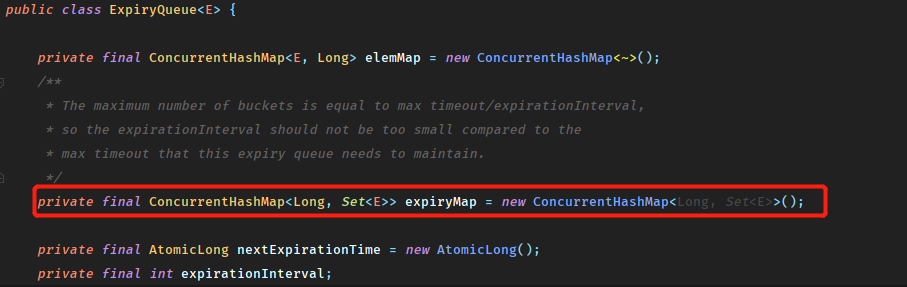 public class ExpiryQueue<E> {
private final ConcurrentHashMap<E, Long> elemMap = new ConcurrentHashMap<~>();
/**
* The maximum number of buckets is equal to max timeout/expirationInterval,
* so the expirationInterval should not be too small compared to the
* max timeout that this expiry queue needs to maintain.
*/
private final ConcurrentHashMap<Long, Set<E>> expiryMap = new ConcurrentHashMap<Long, Set<E>>();
private final AtomicLong nextExpirationTime = new AtomicLong();
private final int expirationInterval;